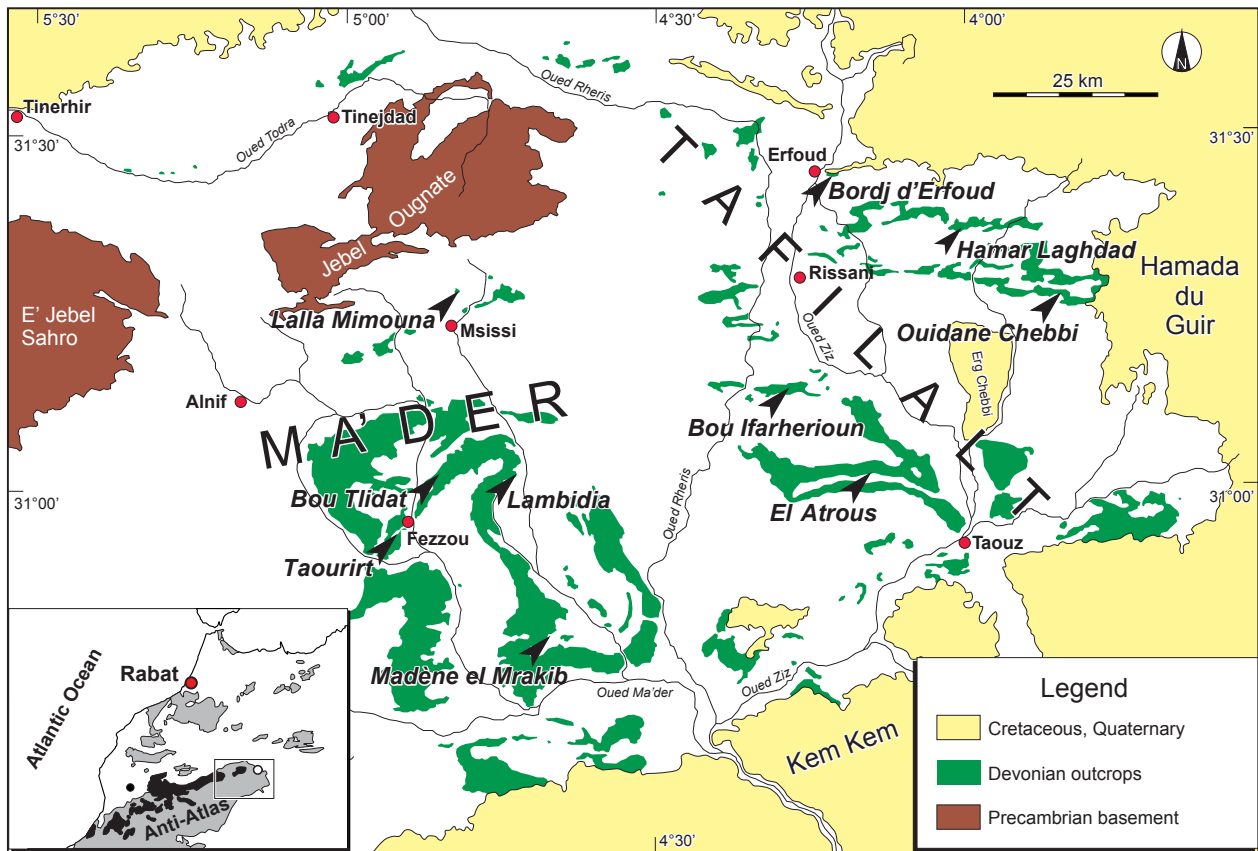 5°30'
5°00'
4°30'
4°00'
N
25 km
Oued Rheris
Tinerhir
Tinejdad
Oued Todra
31°30'
31°30'
Erfoud
Bordj d'Erfoud
Jebel Ougnate
TAFILALT
Hamar Laghdad
Rissani
Hamada
du
Guir
E' Jebel
Sahro
Lalla Mimouna
Msissi
Ouidane Chebbi
Oued Ziz
Erg Chebbi
Alnif
MA'DER
Bou Ifarherioun
Bou Tlidat
Lambidia
El Atrous
31°00'
31°00'
Oued Rheris
Fezzou
Taourirt
Taouz
Madène el Mrakib
Oued Ma'der
Oued Ziz
Kem Kem
4°30'
Rabat
Atlantic Ocean
Anti-Atlas
Legend
Cretaceous, Quaternary
Devonian outcrops
Precambrian basement